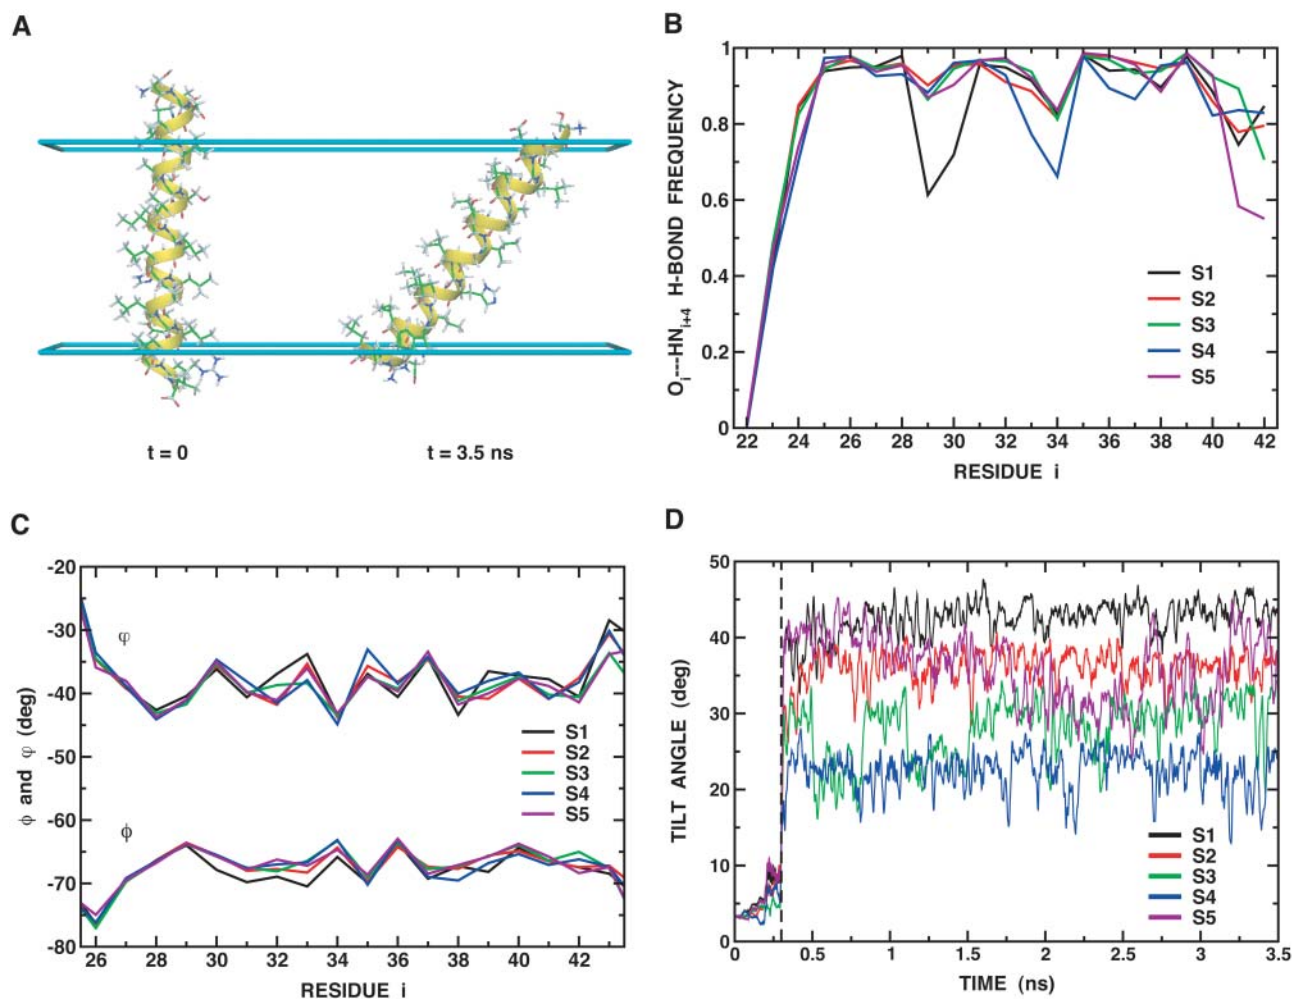 A
t = 0
t = 3.5 ns
B
O_i---HN_{i+4} H-BOND FREQUENCY
1
0.8
0.6
0.4
0.2
0
S1
S2
S3
S4
S5
22 24 26 28 30 32 34 36 38 40 42
RESIDUE i
C
ϕ and φ (deg)
-20
-30
-40
-50
-60
-70
-80
φ
S1
S2
S3
S4
S5
ϕ
26 28 30 32 34 36 38 40 42
RESIDUE i
D
TILT ANGLE (deg)
50
40
30
20
10
0
S1
S2
S3
S4
S5
0 0.5 1 1.5 2 2.5 3 3.5
TIME (ns)